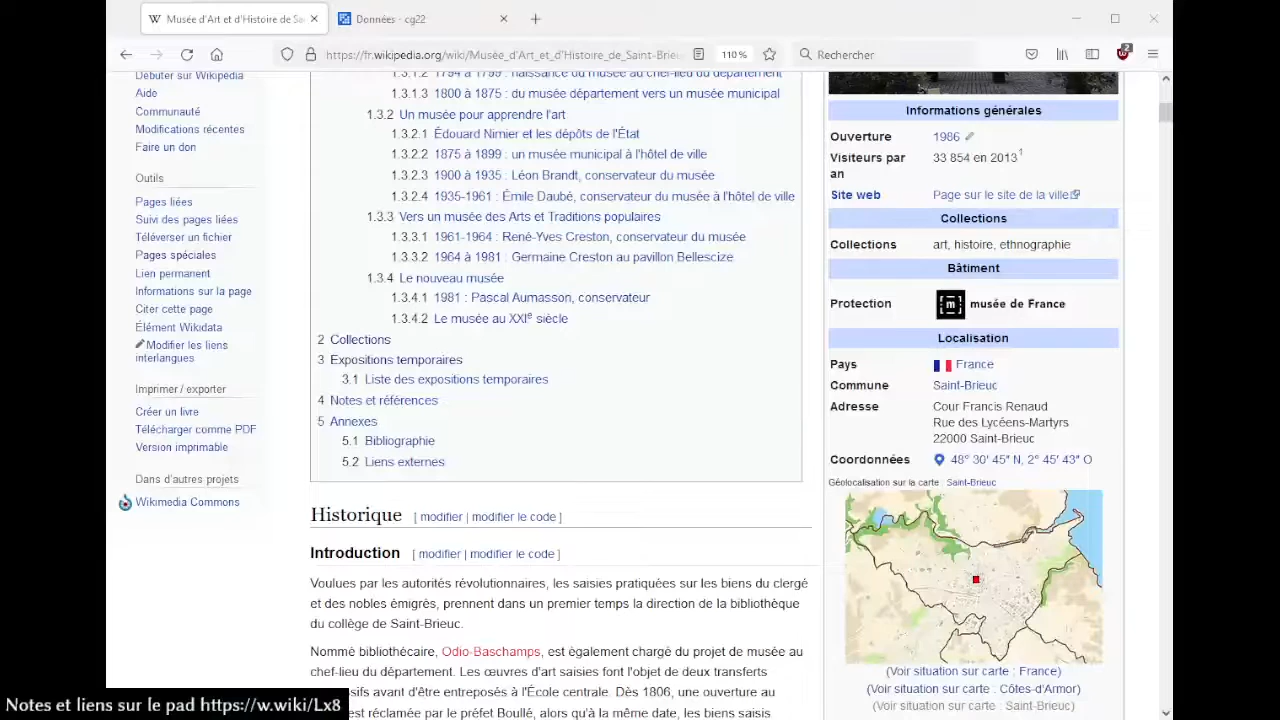 Musée d'Art et d'Histoire de Sa
Données - cg22
https://fr.wikipedia.org/wiki/Musée_d'Art_et_d'Histoire_de_Saint-Brieu
110 %
Rechercher
2
Débuter sur Wikipédia
Aide
Communauté
Modifications récentes
Faire un don
Outils
Pages liées
Suivi des pages liées
Téléverser un fichier
Pages spéciales
Lien permanent
Informations sur la page
Citer cette page
Élément Wikidata
Modifier les liens
interlangues
Imprimer / exporter
Créer un livre
Télécharger comme PDF
Version imprimable
Dans d'autres projets
Wikimedia Commons
1.3.1.2 1794 à 1799 : naissance du musée au chef-lieu du département
1.3.1.3 1800 à 1875 : du musée département vers un musée municipal
1.3.2 Un musée pour apprendre l'art
1.3.2.1 Édouard Nimier et les dépôts de l'État
1.3.2.2 1875 à 1899 : un musée municipal à l'hôtel de ville
1.3.2.3 1900 à 1935 : Léon Brandt, conservateur du musée
1.3.2.4 1935-1961 : Émile Daubé, conservateur du musée à l'hôtel de ville
1.3.3 Vers un musée des Arts et Traditions populaires
1.3.3.1 1961-1964 : René-Yves Creston, conservateur du musée
1.3.3.2 1964 à 1981 : Germaine Creston au pavillon Bellescize
1.3.4 Le nouveau musée
1.3.4.1 1981 : Pascal Aumasson, conservateur
1.3.4.2 Le musée au XXIe siècle
2 Collections
3 Expositions temporaires
3.1 Liste des expositions temporaires
4 Notes et références
5 Annexes
5.1 Bibliographie
5.2 Liens externes
Historique [ modifier | modifier le code ]
Introduction [ modifier | modifier le code ]
Voulues par les autorités révolutionnaires, les saisies pratiquées sur les biens du clergé
et des nobles émigrés, prennent dans un premier temps la direction de la bibliothèque
du collège de Saint-Brieuc.
Nommé bibliothécaire, Odio-Baschamps, est également chargé du projet de musée au
chef-lieu du département. Les œuvres d'art saisies font l'objet de deux transferts
sifs avant d'être entreposés à l'École centrale. Dès 1806, une ouverture au
est réclamée par le préfet Boullé, alors qu'à la même date, les biens saisis
Informations générales
Ouverture 1986
Visiteurs par 33 854 en 2013 1
an
Site web Page sur le site de la ville
Collections
Collections art, histoire, ethnographie
Bâtiment
Protection [m] musée de France
Localisation
Pays France
Commune Saint-Brieuc
Adresse Cour Francis Renaud
Rue des Lycéens-Martyrs
22000 Saint-Brieuc
Coordonnées 48° 30′ 45″ N, 2° 45′ 43″ O
Géolocalisation sur la carte : Saint-Brieuc
(Voir situation sur carte : France)
(Voir situation sur carte : Côtes-d'Armor)
(Voir situation sur carte : Saint-Brieuc)
Notes et liens sur le pad https://w.wiki/Lx8